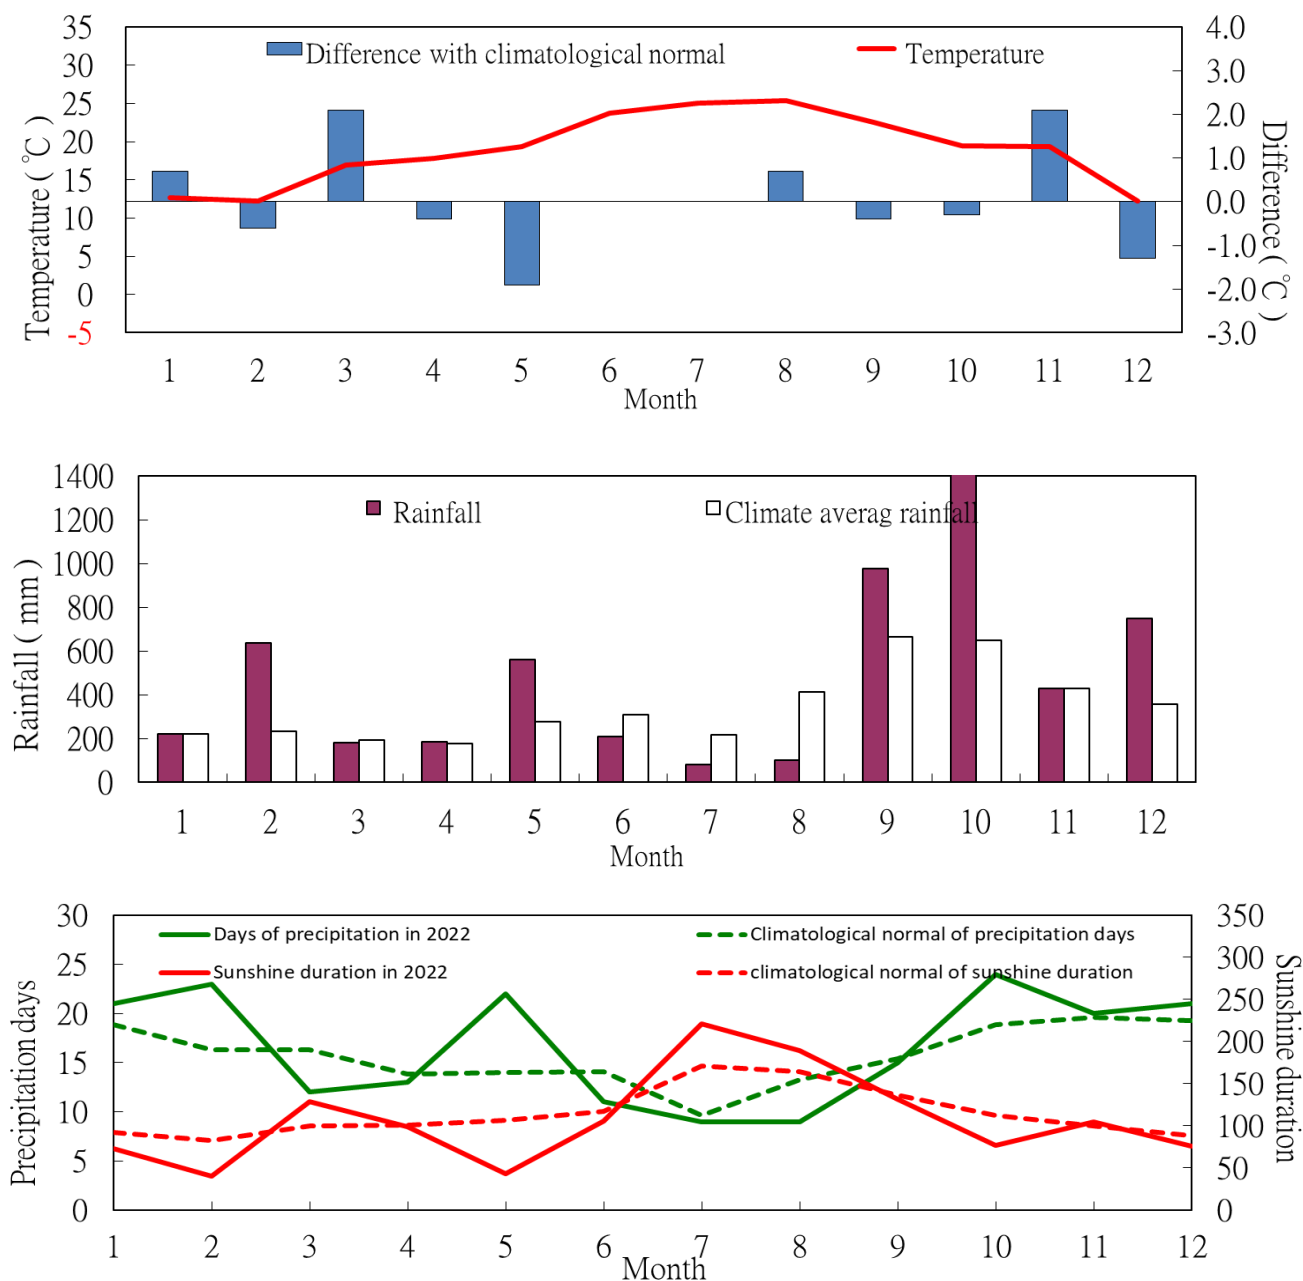 35
30
25
20
15
10
5
0
-5
Temperature ( ℃ )
Difference with climatological normal
Temperature
4.0
3.0
2.0
1.0
0.0
-1.0
-2.0
-3.0
Difference ( ℃ )
1 2 3 4 5 6 7 8 9 10 11 12
Month
1400
1200
1000
800
600
400
200
0
Rainfall ( mm )
Rainfall
Climate averag rainfall
1 2 3 4 5 6 7 8 9 10 11 12
Month
30
25
20
15
10
5
0
Precipitation days
Days of precipitation in 2022
Climatological normal of precipitation days
Sunshine duration in 2022
climatological normal of sunshine duration
350
300
250
200
150
100
50
0
Sunshine duration
1 2 3 4 5 6 7 8 9 10 11 12
Month